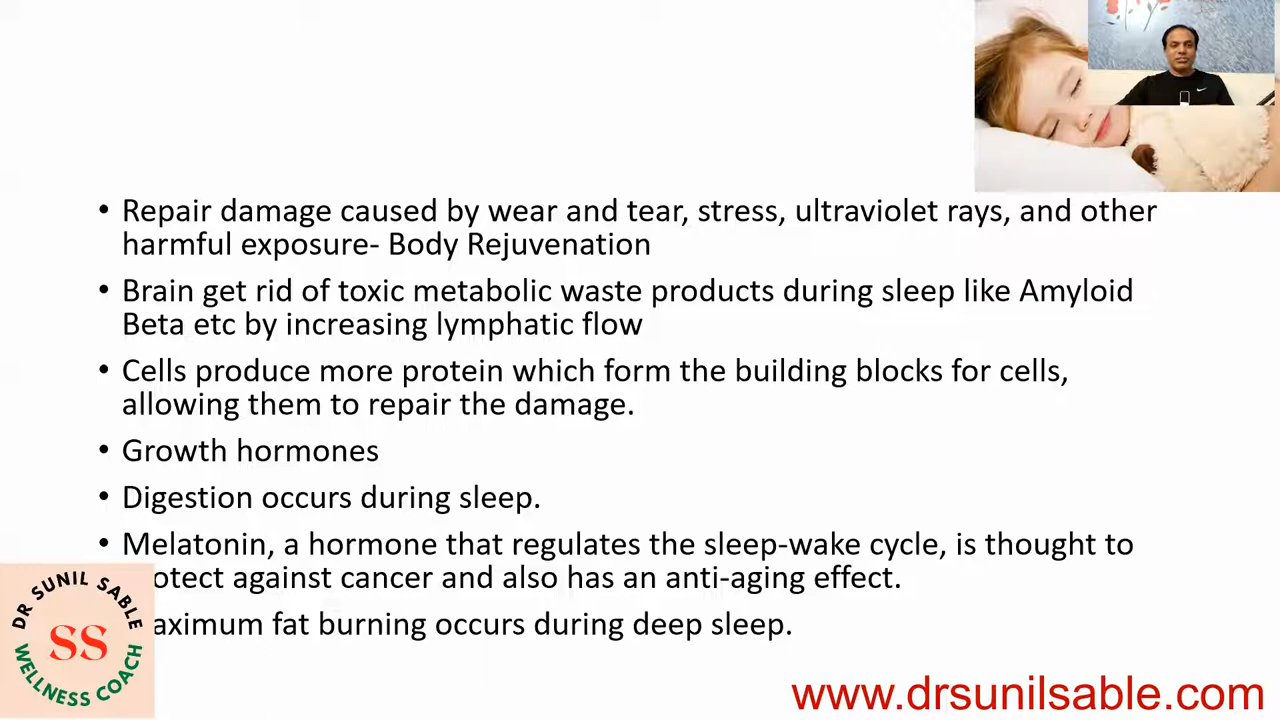 • Repair damage caused by wear and tear, stress, ultraviolet rays, and other
harmful exposure- Body Rejuvenation
• Brain get rid of toxic metabolic waste products during sleep like Amyloid
Beta etc by increasing lymphatic flow
• Cells produce more protein which form the building blocks for cells,
allowing them to repair the damage.
• Growth hormones
• Digestion occurs during sleep.
• Melatonin, a hormone that regulates the sleep-wake cycle, is thought to
otect against cancer and also has an anti-aging effect.
aximum fat burning occurs during deep sleep.
DR SUNIL SABLE
SS
WELLNESS COACH
www.drsunilsable.com